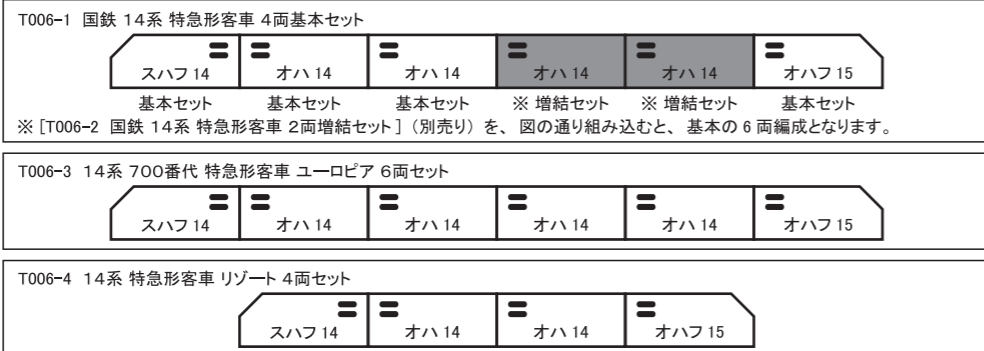 T006-1 国鉄 14系 特急形客車 4両基本セット
スハフ 14 オハ 14 オハ 14 オハ 14 オハ 14 オハフ 15
基本セット 基本セット 基本セット ※ 増結セット ※ 増結セット 基本セット
※ [T006-2 国鉄 14系 特急形客車 2両増結セット] (別売り) を、図の通り組み込むと、基本の 6 両編成となります。
T006-3 14系 700番代 特急形客車 ユーロピア 6両セット
スハフ 14 オハ 14 オハ 14 オハ 14 オハ 14 オハフ 15
T006-4 14系 特急形客車 リゾート 4両セット
スハフ 14 オハ 14 オハ 14 オハフ 15